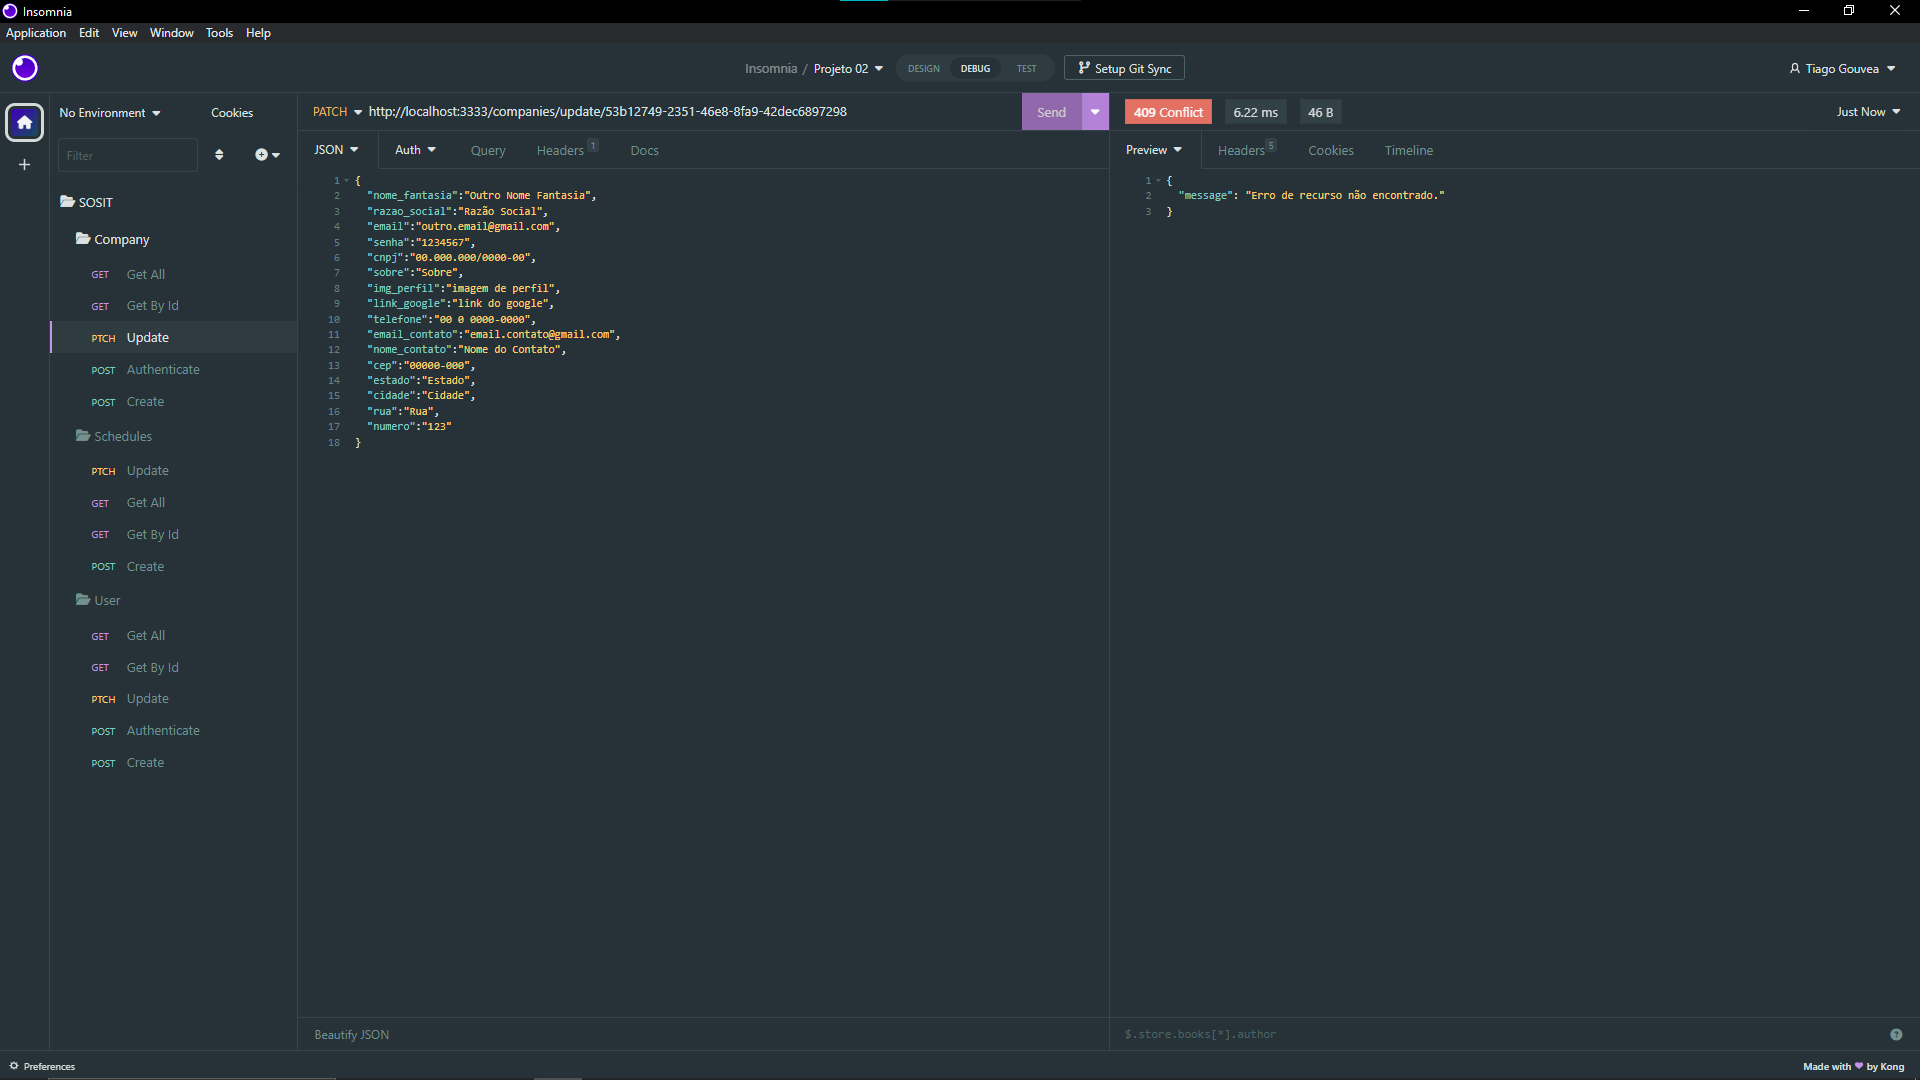 Insomnia
Application Edit View Window Tools Help
Insomnia / Projeto 02 DESIGN DEBUG TEST Setup Git Sync Tiago Gouvea
No Environment Cookies
Filter
SOSIT
Company
GET Get All
GET Get By Id
PTCH Update
POST Authenticate
POST Create
Schedules
PTCH Update
GET Get All
GET Get By Id
POST Create
User
GET Get All
GET Get By Id
PTCH Update
POST Authenticate
POST Create
PATCH http://localhost:3333/companies/update/53b12749-2351-46e8-8fa9-42dec6897298 Send
JSON Auth Query Headers 1 Docs
1 {
2 "nome_fantasia":"Outro Nome Fantasia",
3 "razao_social":"Razão Social",
4 "email":"outro.email@gmail.com",
5 "senha":"1234567",
6 "cnpj":"00.000.000/0000-00",
7 "sobre":"Sobre",
8 "img_perfil":"imagem de perfil",
9 "link_google":"link do google",
10 "telefone":"00 0 0000-0000",
11 "email_contato":"email.contato@gmail.com",
12 "nome_contato":"Nome do Contato",
13 "cep":"00000-000",
14 "estado":"Estado",
15 "cidade":"Cidade",
16 "rua":"Rua",
17 "numero":"123"
18 }
Beautify JSON
409 Conflict 6.22 ms 46 B Just Now
Preview Headers 5 Cookies Timeline
1 {
2 "message": "Erro de recurso não encontrado."
3 }
$.store.books[*].author ?
Preferences
Made with ♥ by Kong